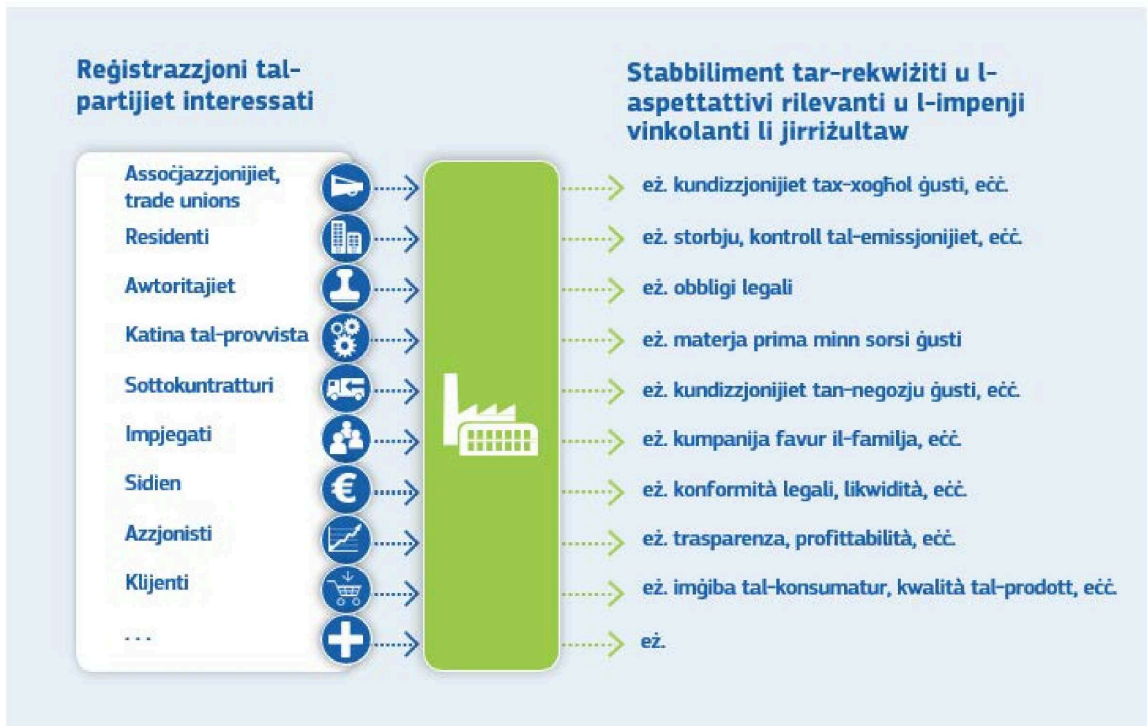 Reġistrazzjoni tal-
partijiet interessati
Stabbiliment tar-rekwiżiti u l-
aspettattivi rilevanti u l-impenji
vinkolanti li jirriżultaw
Assoċjazzjonijiet,
trade unions
eż. kundizzjonijiet tax-xogħol ġusti, eċċ.
Residenti
eż. storbju, kontroll tal-emissjonijiet, eċċ.
Awtoritajiet
eż. obbligi legali
Katina tal-provvista
eż. materja prima minn sorsi ġusti
Sottokuntratturi
eż. kundizzjonijiet tan-negozju ġusti, eċċ.
Impjegati
eż. kumpanija favur il-familja, eċċ.
Sidien
€
eż. konformità legali, likwidità, eċċ.
Azzjonisti
eż. trasparenza, profittabilità, eċċ.
Klijenti
eż. imġiba tal-konsumatur, kwalità tal-prodott, eċċ.
...
eż.